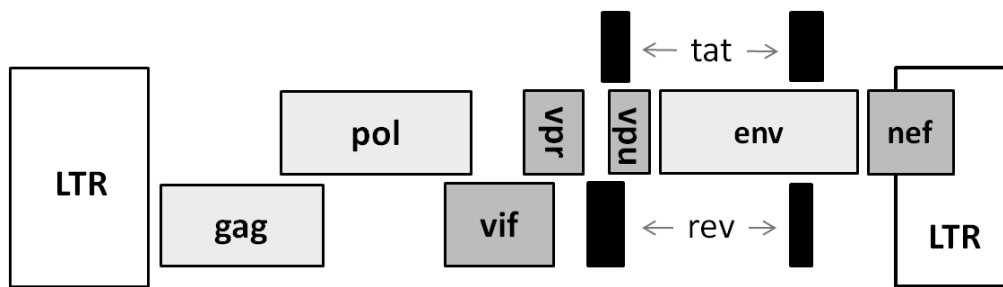 tat
LTR
pol
vpr
vpu
env
nef
gag
vif
rev
LTR